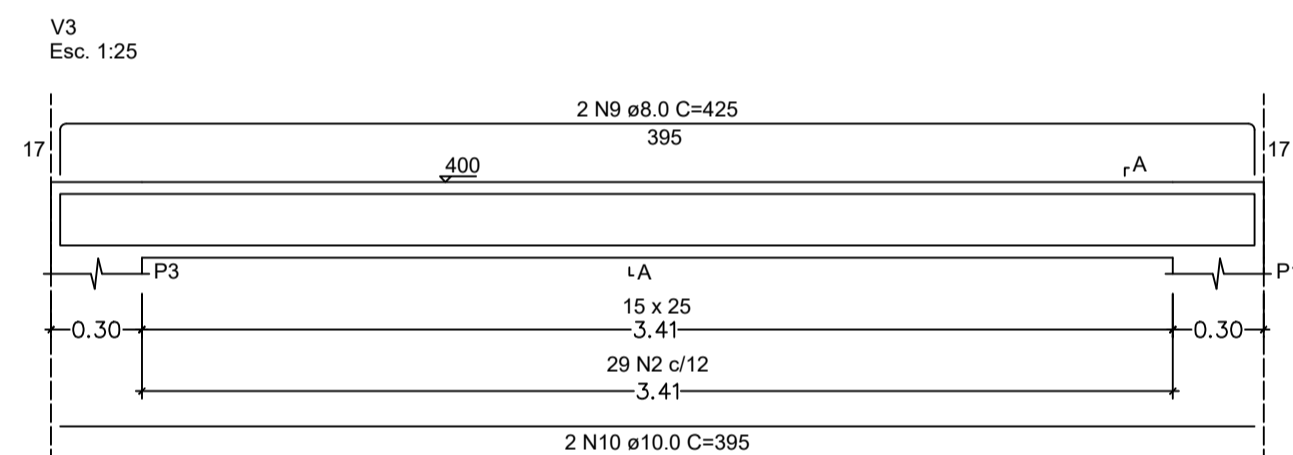 V3
Esc. 1:25
2 N9 ø8.0 C=425
17
395
17
400
A
P3
A
15 x 25
0.30
3.41
0.30
29 N2 c/12
3.41
2 N10 ø10.0 C=395